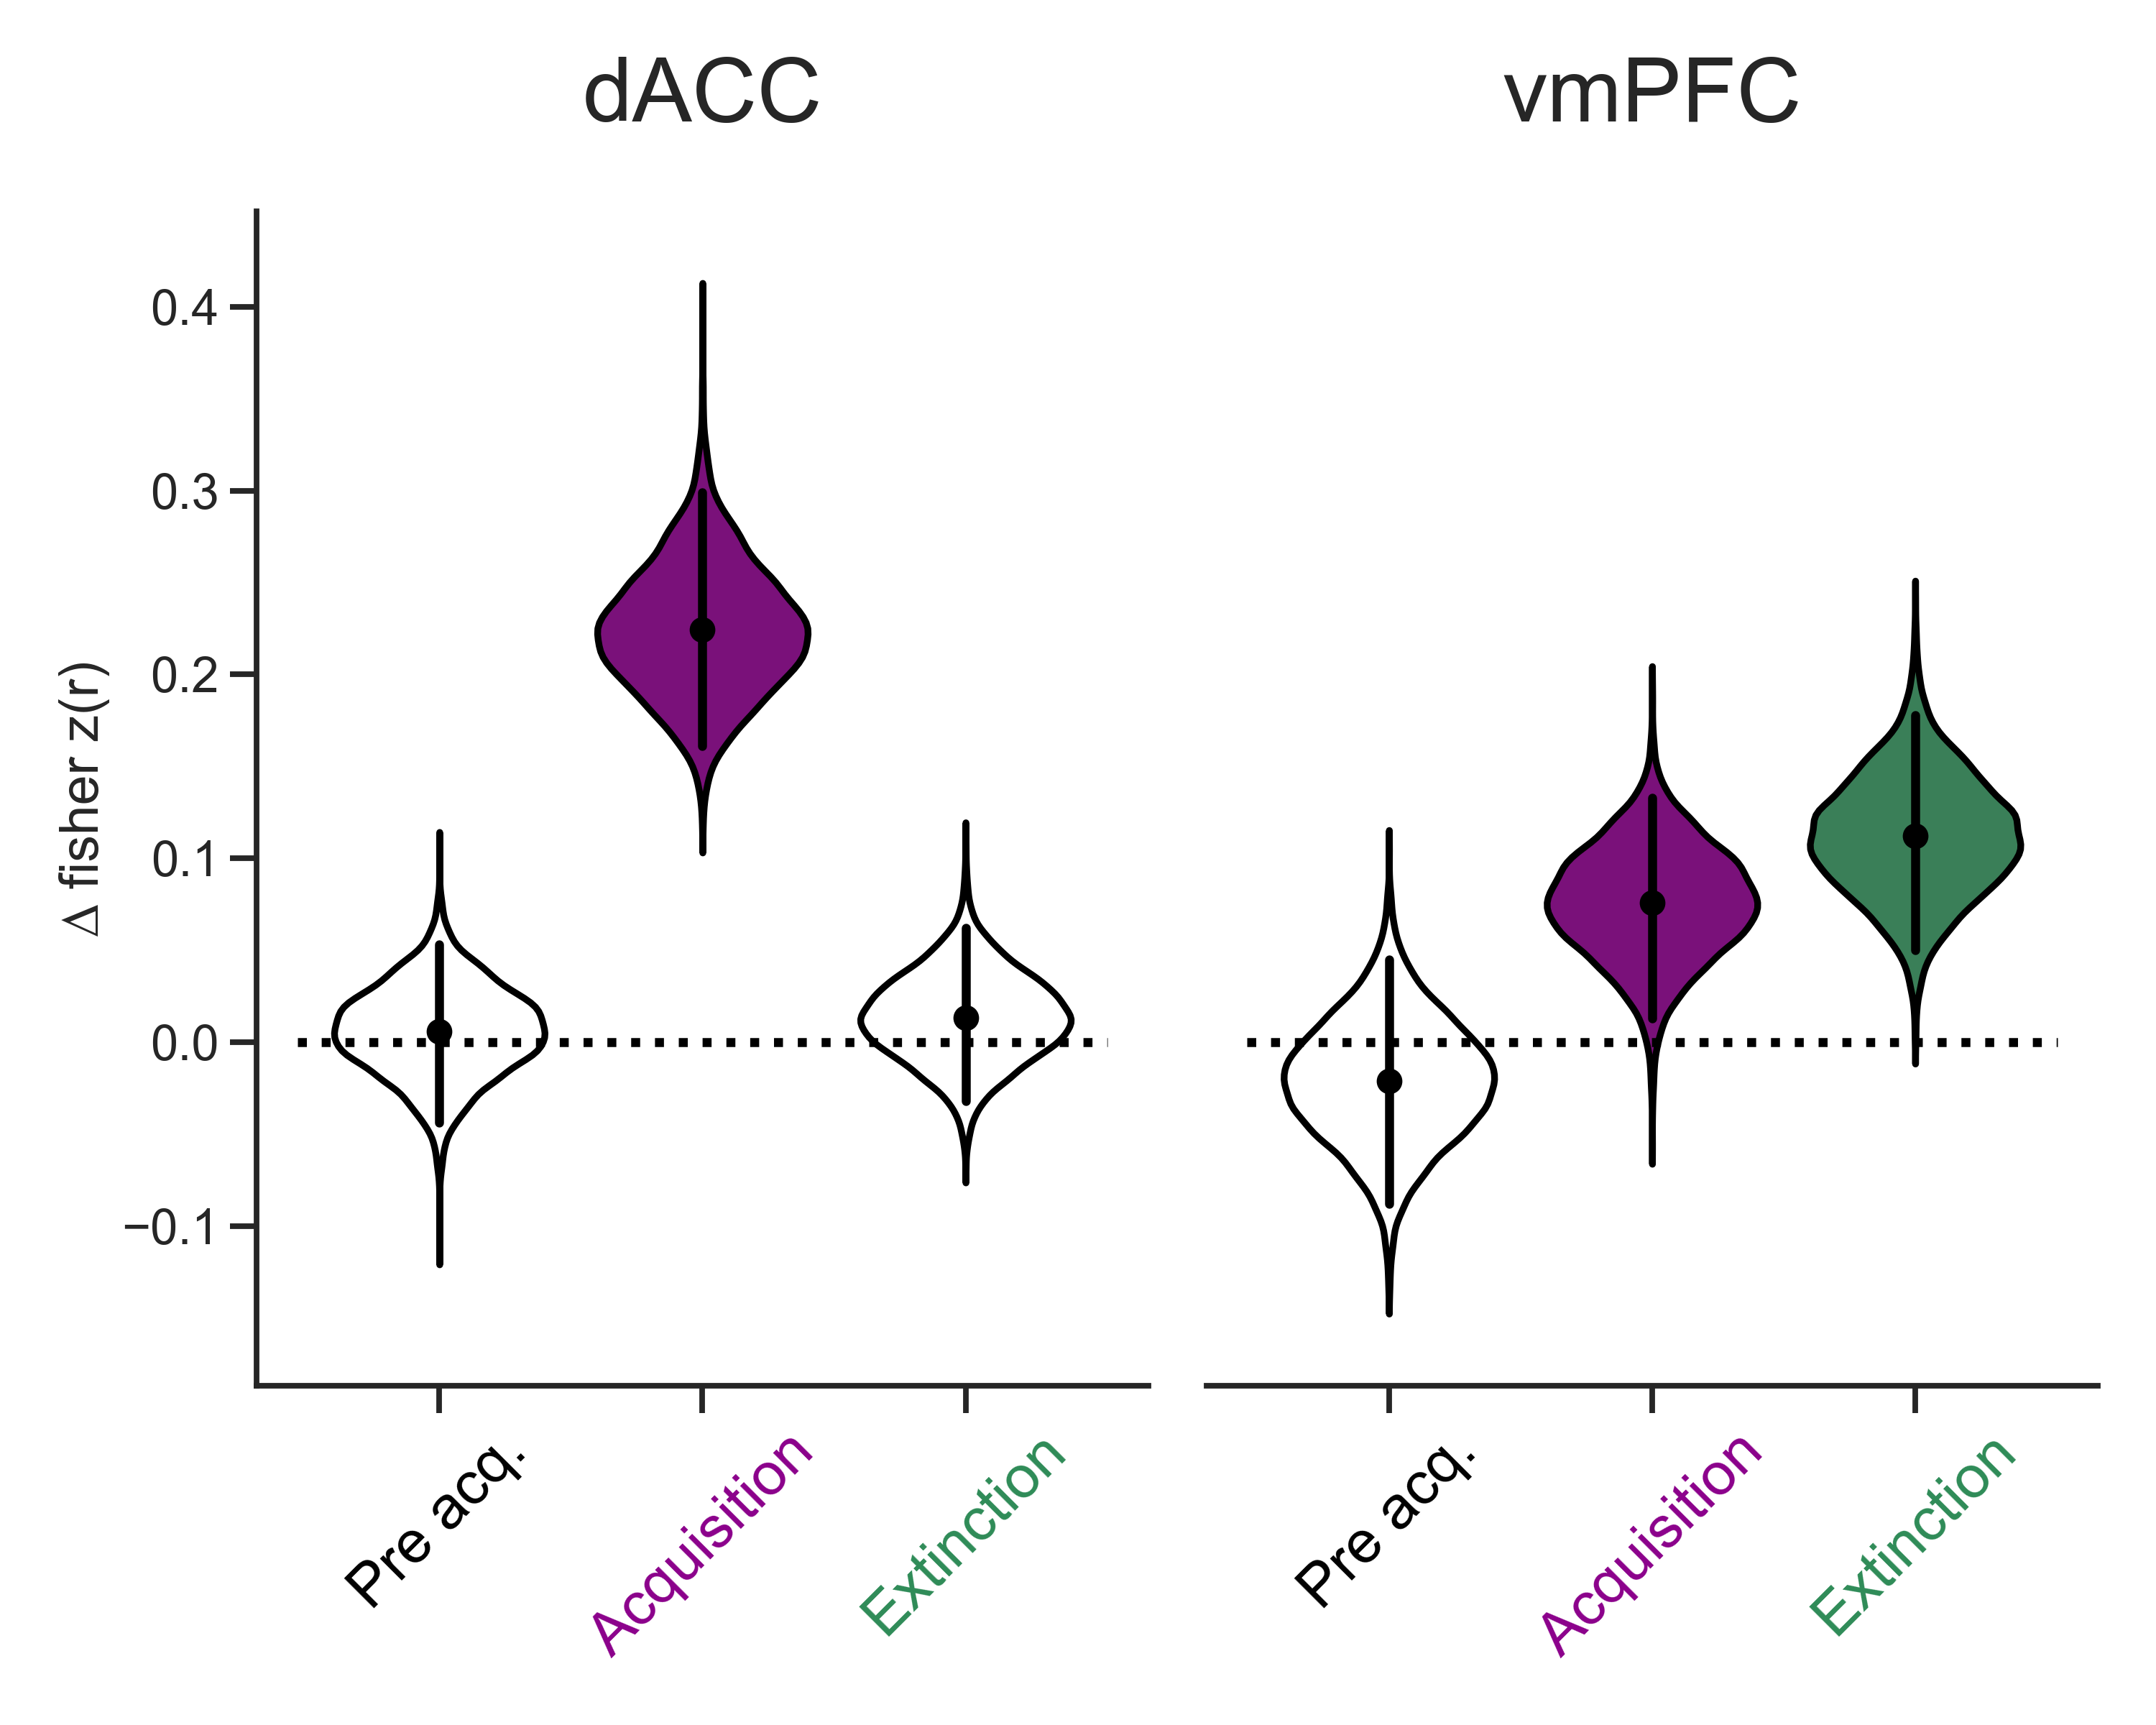 dACC
vmPFC
Δ fisher z(r)
0.4
0.3
0.2
0.1
0.0
−0.1
Pre acq.
Acquisition
Extinction
Pre acq.
Acquisition
Extinction